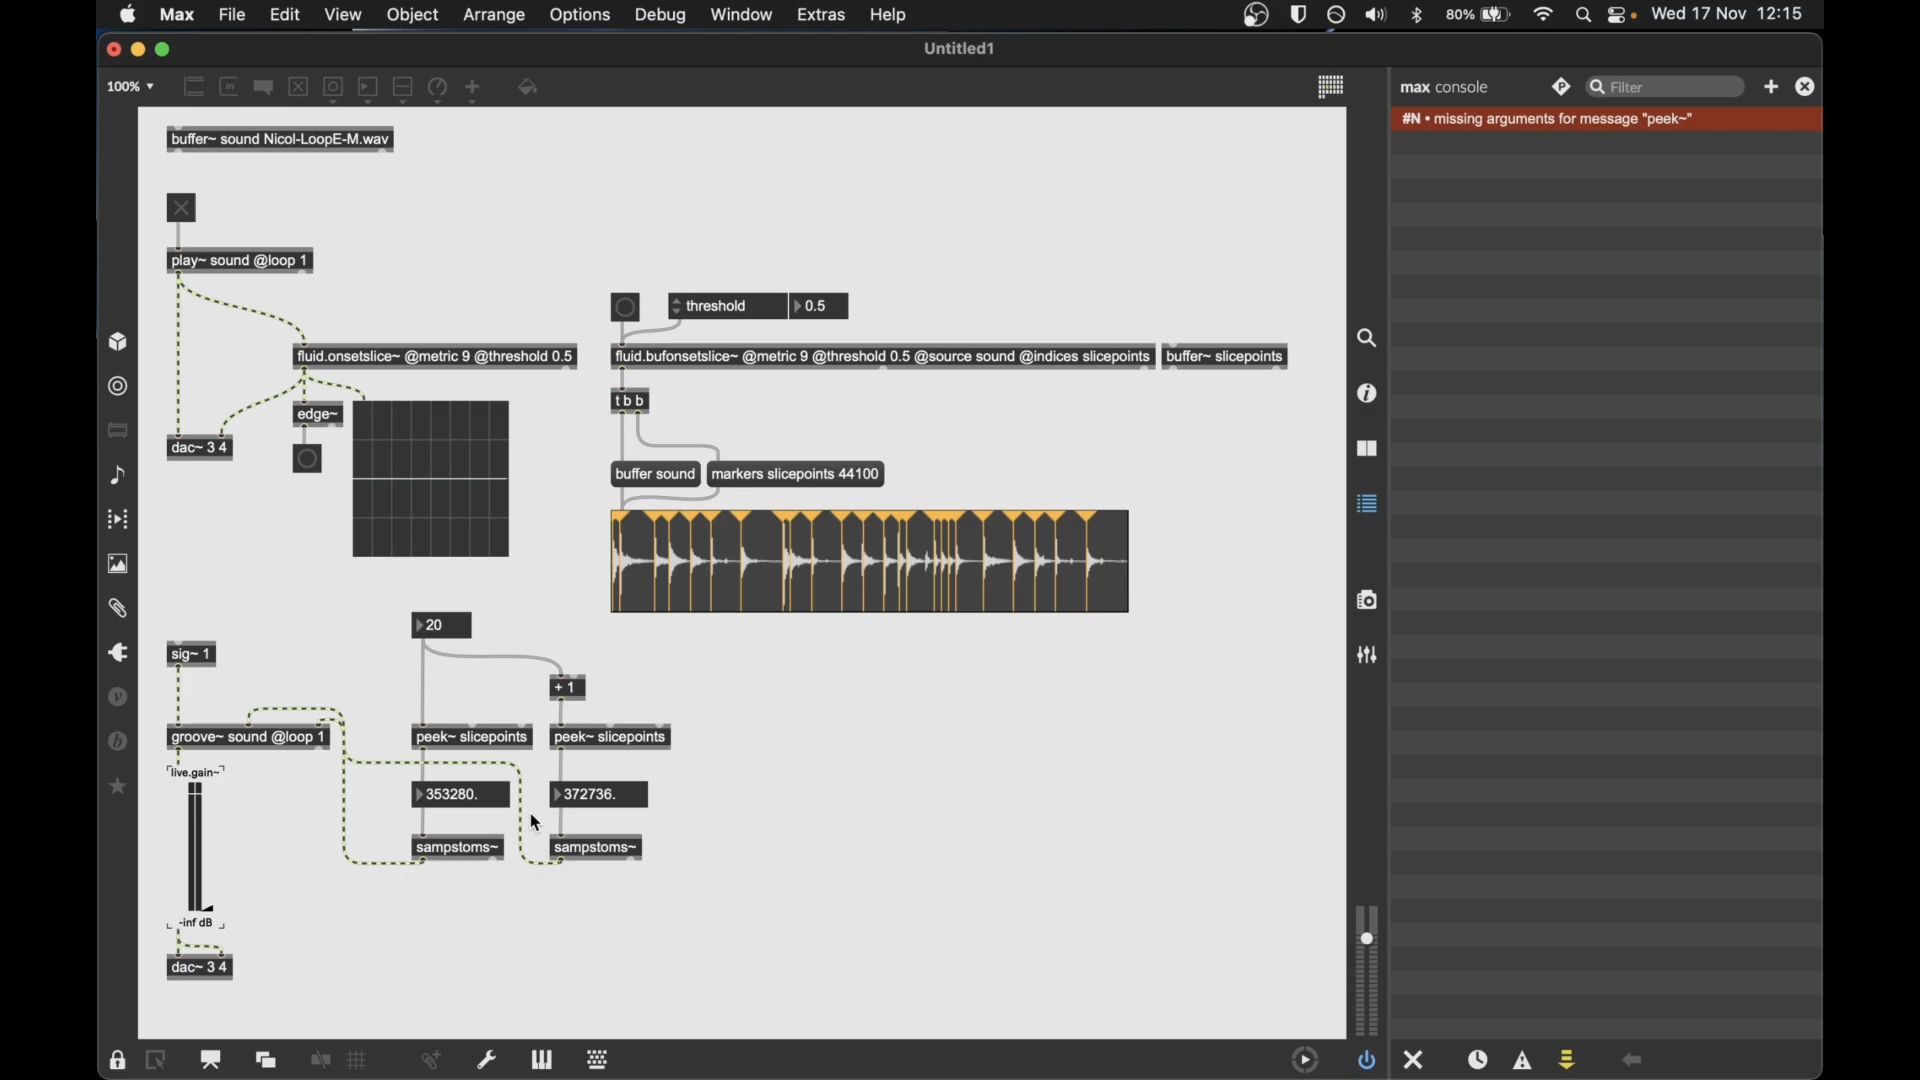 Max File Edit View Object Arrange Options Debug Window Extras Help
80% Wed 17 Nov 12:15
Untitled1
100%
max console
Filter
#N • missing arguments for message "peek~"
buffer~ sound Nicol-LoopE-M.wav
play~ sound @loop 1
threshold 0.5
fluid.onsetslice~ @metric 9 @threshold 0.5
fluid.bufonsetslice~ @metric 9 @threshold 0.5 @source sound @indices slicepoints
buffer~ slicepoints
t b b
edge~
dac~ 3 4
buffer sound
markers slicepoints 44100
20
sig~ 1
+ 1
groove~ sound @loop 1
peek~ slicepoints
peek~ slicepoints
live.gain~
353280.
372736.
sampstoms~
sampstoms~
-inf dB
dac~ 3 4